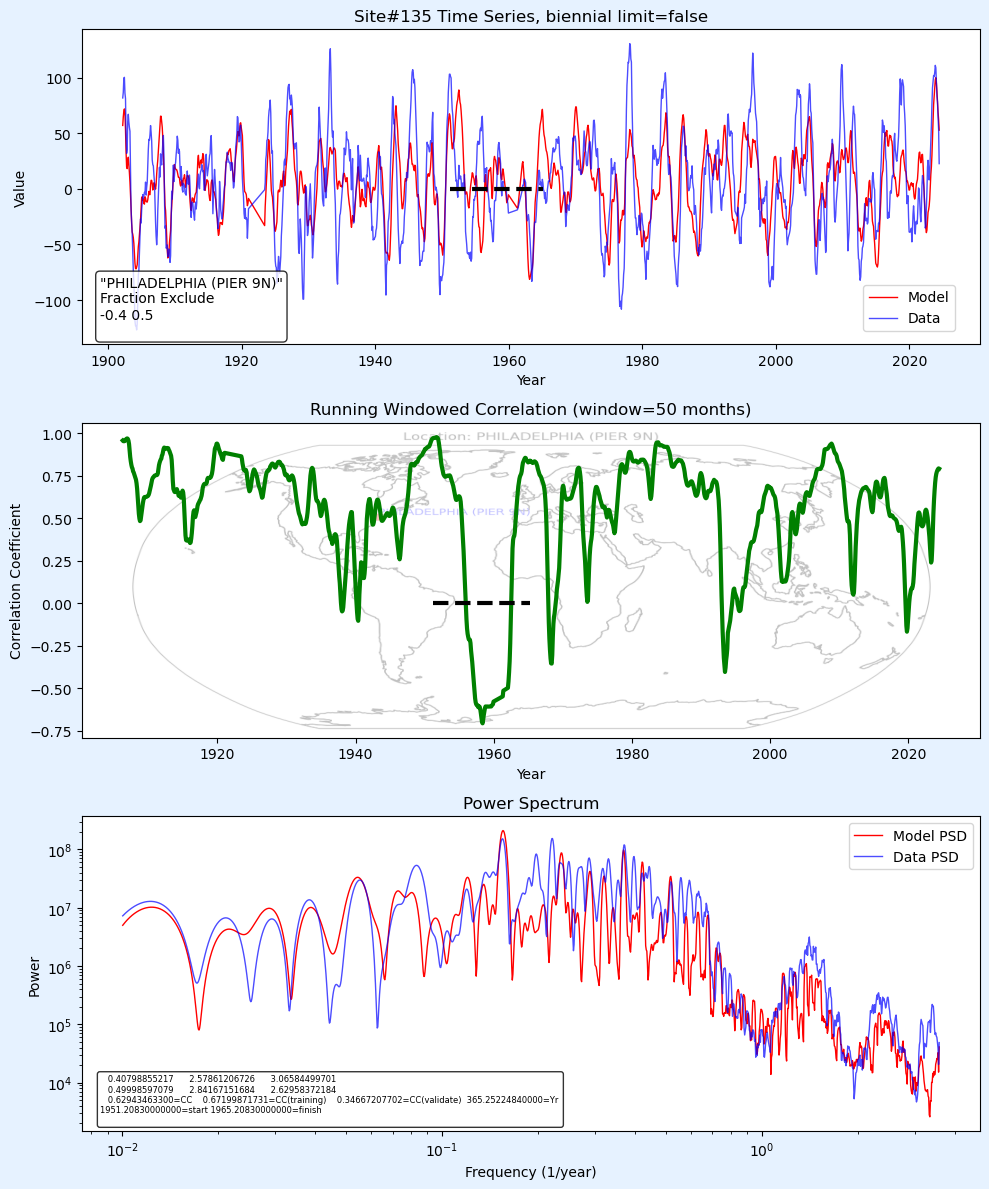 Site#135 Time Series, biennial limit=false
Value
100
50
0
−50
−100
"PHILADELPHIA (PIER 9N)"
Fraction Exclude
-0.4 0.5
Model
Data
1900 1920 1940 1960 1980 2000 2020
Year
Running Windowed Correlation (window=50 months)
Correlation Coefficient
1.00
0.75
0.50
0.25
0.00
−0.25
−0.50
−0.75
Location: PHILADELPHIA (PIER 9N)
ADELPHIA (PIER 9N)
1920 1940 1960 1980 2000 2020
Year
Power Spectrum
Power
10^8
10^7
10^6
10^5
10^4
Model PSD
Data PSD
0.40798855217 2.57861206726 3.06584499701
0.49998597079 2.84167151684 2.62958372184
0.62943463300=CC 0.67199871731=CC(training) 0.34667207702=CC(validate) 365.25224840000=Yr
1951.20830000000=start 1965.20830000000=finish
10^−2 10^−1 10^0
Frequency (1/year)